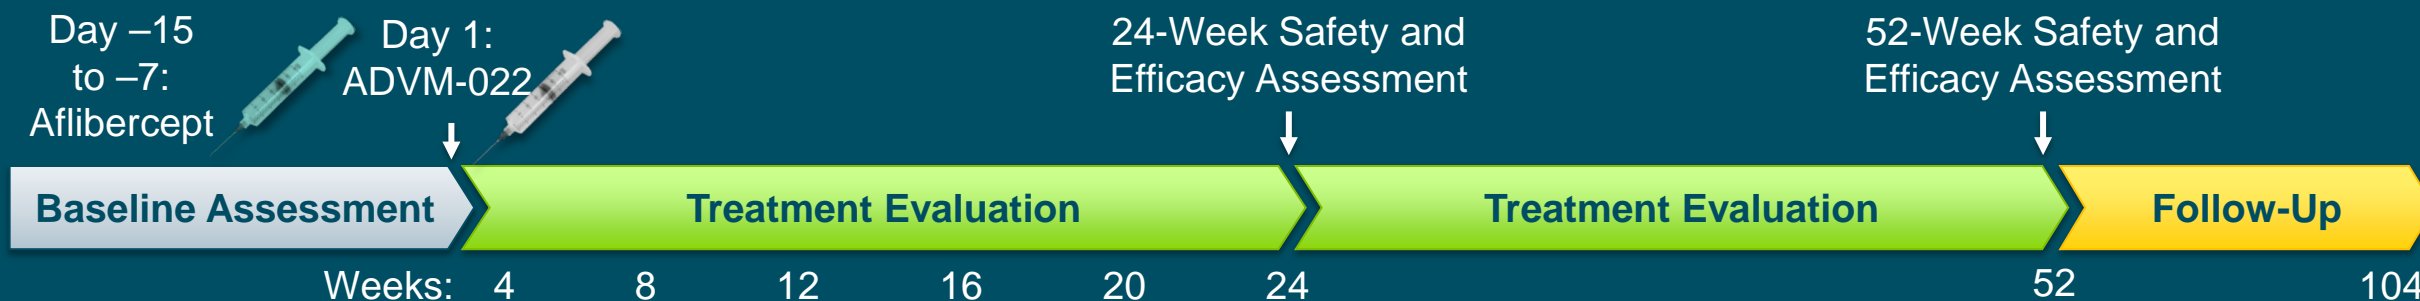 Day –15
to –7:
Aflibercept
Day 1:
ADVM-022
24-Week Safety and
Efficacy Assessment
52-Week Safety and
Efficacy Assessment
Baseline Assessment
Treatment Evaluation
Treatment Evaluation
Follow-Up
Weeks: 4 8 12 16 20 24 52 104